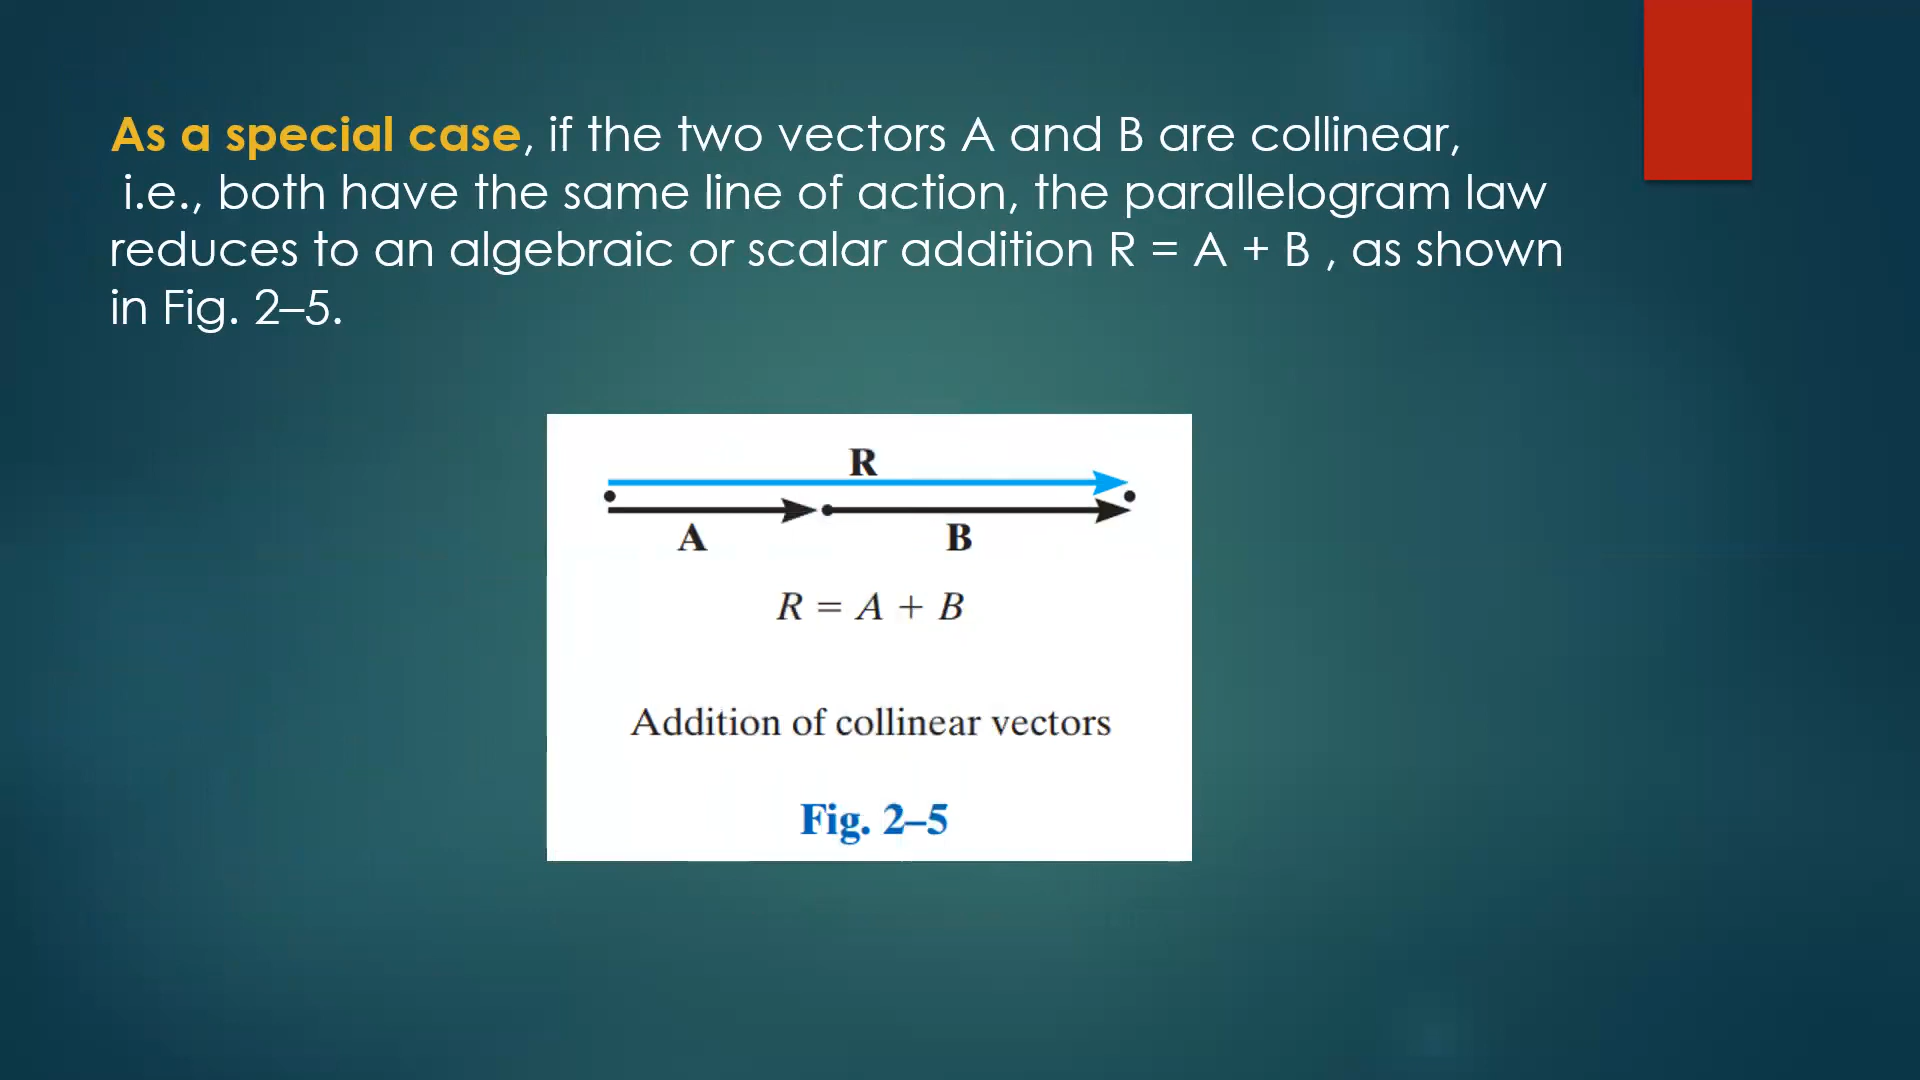 As a special case, if the two vectors A and B are collinear,
i.e., both have the same line of action, the parallelogram law
reduces to an algebraic or scalar addition R = A + B , as shown
in Fig. 2–5.
R
A
B
R = A + B
Addition of collinear vectors
Fig. 2–5